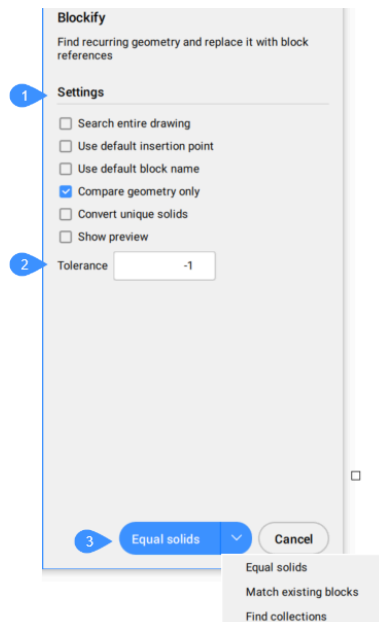 Blockify
Find recurring geometry and replace it with block
references
1
Settings
Search entire drawing
Use default insertion point
Use default block name
Compare geometry only
Convert unique solids
Show preview
2
Tolerance -1
3
Equal solids
Cancel
Equal solids
Match existing blocks
Find collections